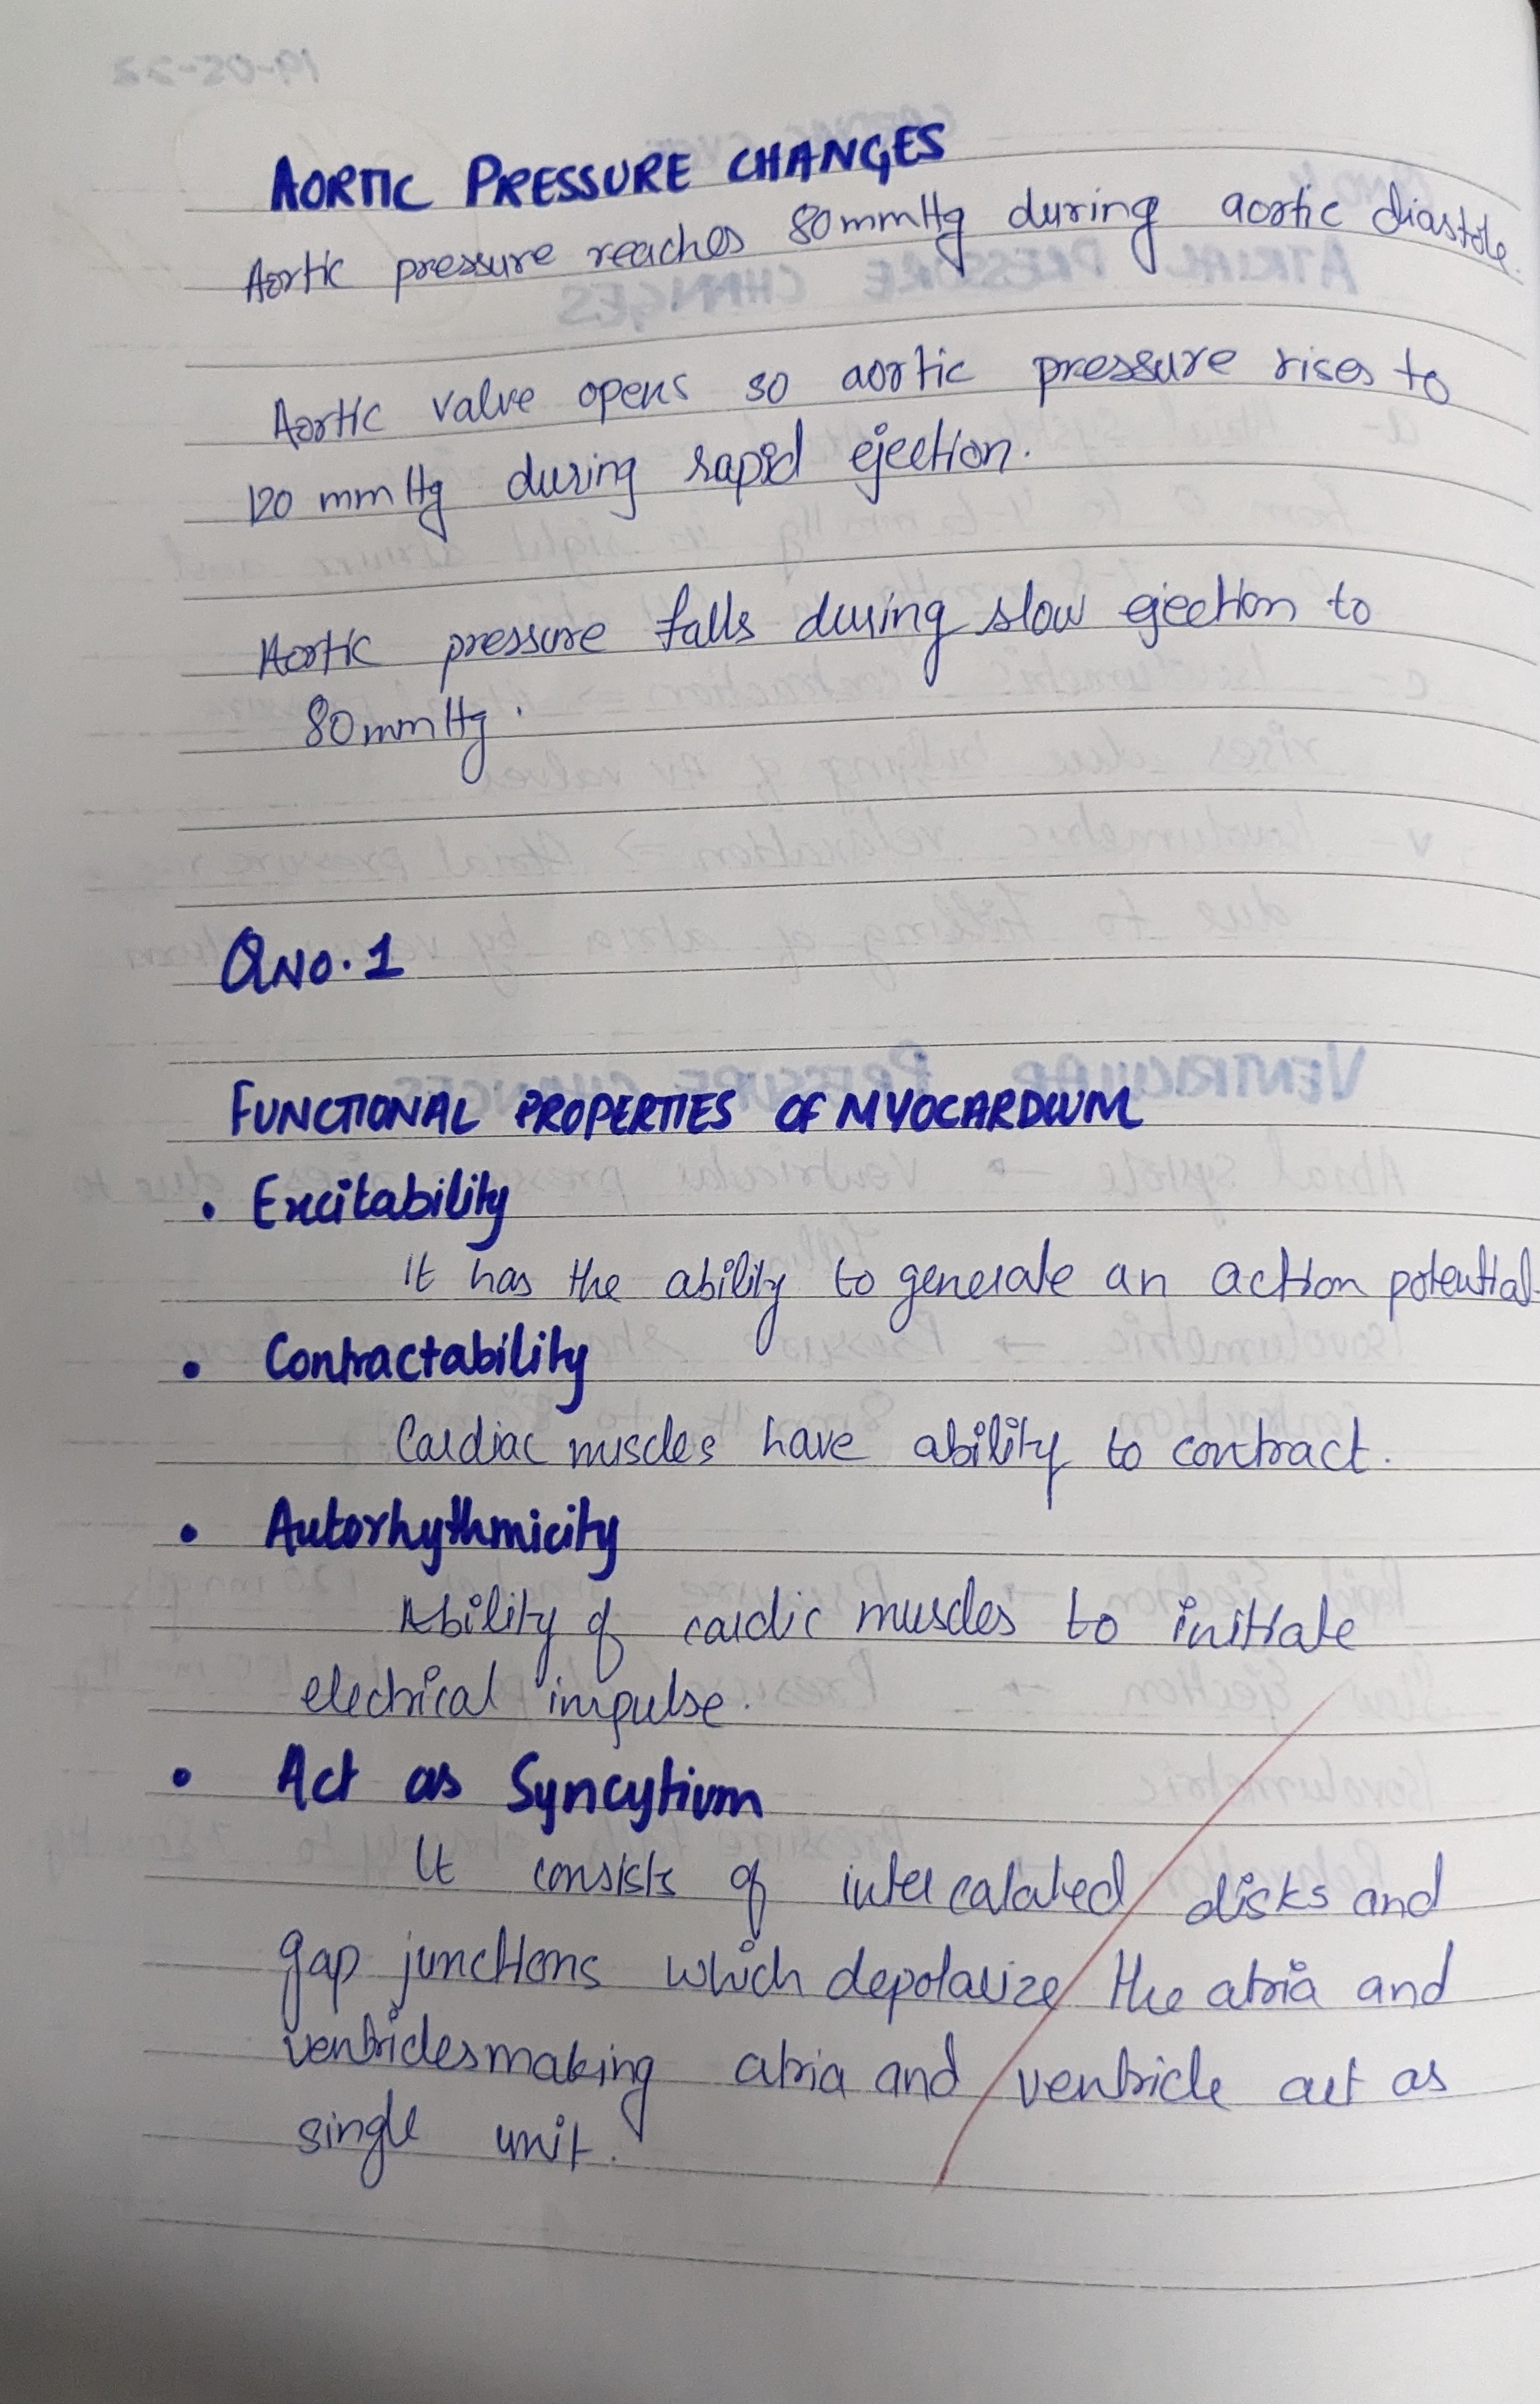 AORTIC PRESSURE CHANGES
Aortic pressure reaches 80mmHg during aortic diastole.
Aortic valve opens so aortic pressure rises to
120 mmHg during rapid ejection.
Aortic pressure falls during slow ejection to
80mmHg.
QNO.1
FUNCTIONAL PROPERTIES OF MYOCARDIUM
• Excitability
It has the ability to generate an action potential.
• Contractability
Cardiac muscles have ability to contract.
• Autorhythmicity
Ability of cardic muscles to initiate
electrical impulse.
• Act as Syncytium
It consists of intercalated disks and
gap junctions which depolarize the atria and
ventricles making atria and ventricle act as
single unit.